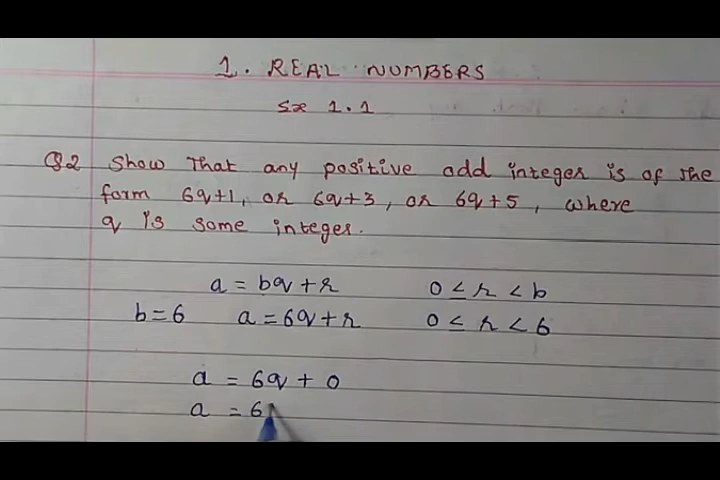 1. REAL NUMBERS
Ex 1.1
Q2 Show that any positive odd integer is of the
form 6q+1, or 6q+3, or 6q+5, where
q is some integer.
a = bq + r 0 ≤ r < b
b = 6 a = 6q + r 0 ≤ r < 6
a = 6q + 0
a = 6